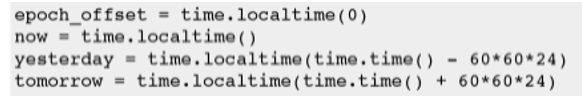 epoch_offset = time.localtime(0)
now = time.localtime()
yesterday = time.localtime(time.time() - 60*60*24)
tomorrow = time.localtime(time.time() + 60*60*24)